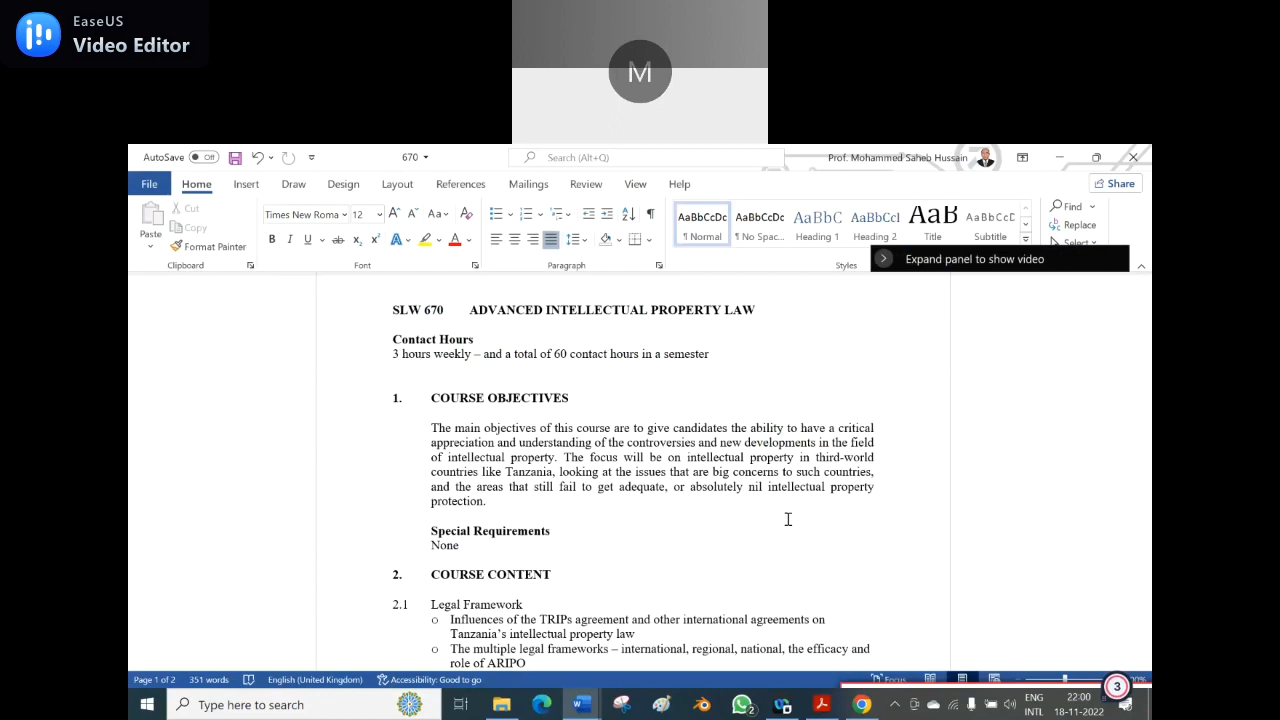 EaseUS
Video Editor
M
AutoSave Off 670 Search (Alt+Q) Prof. Mohammed Saheb Hussain
File Home Insert Draw Design Layout References Mailings Review View Help Share
Paste Cut Copy Format Painter
Times New Roma 12
AaBbCcDc AaBbCcDc AaBbC AaBbCcI AaB AaBbCcD
¶ Normal ¶ No Spac... Heading 1 Heading 2 Title Subtitle
Find
Replace
Select
Clipboard Font Paragraph Styles
Expand panel to show video
SLW 670 ADVANCED INTELLECTUAL PROPERTY LAW
Contact Hours
3 hours weekly – and a total of 60 contact hours in a semester
1. COURSE OBJECTIVES
The main objectives of this course are to give candidates the ability to have a critical
appreciation and understanding of the controversies and new developments in the field
of intellectual property. The focus will be on intellectual property in third-world
countries like Tanzania, looking at the issues that are big concerns to such countries,
and the areas that still fail to get adequate, or absolutely nil intellectual property
protection.
Special Requirements
None
2. COURSE CONTENT
2.1 Legal Framework
o Influences of the TRIPs agreement and other international agreements on
Tanzania’s intellectual property law
o The multiple legal frameworks – international, regional, national, the efficacy and
role of ARIPO
Page 1 of 2 351 words English (United Kingdom) Accessibility: Good to go Focus
3
Type here to search
2
ENG
INTL
22:00
18-11-2022